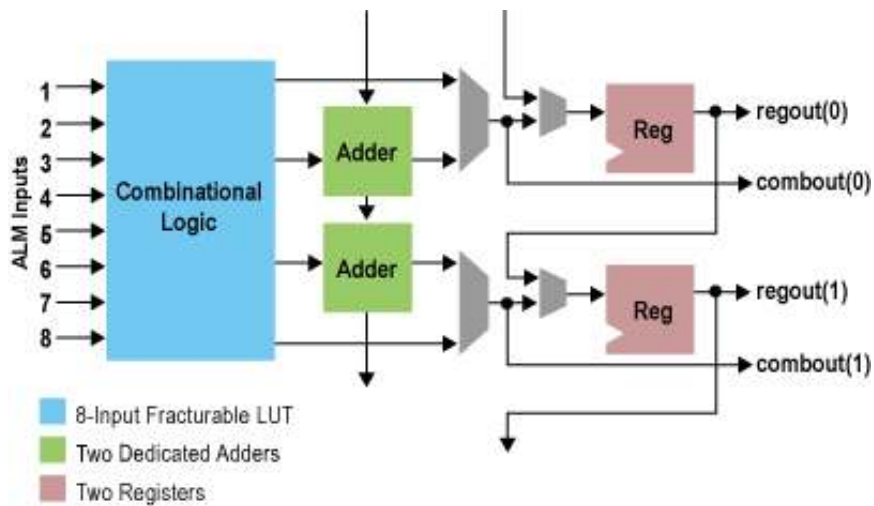 ALM Inputs
1
2
3
4
5
6
7
8
Combinational
Logic
Adder
Adder
Reg
Reg
regout(0)
combout(0)
regout(1)
combout(1)
8-Input Fracturable LUT
Two Dedicated Adders
Two Registers